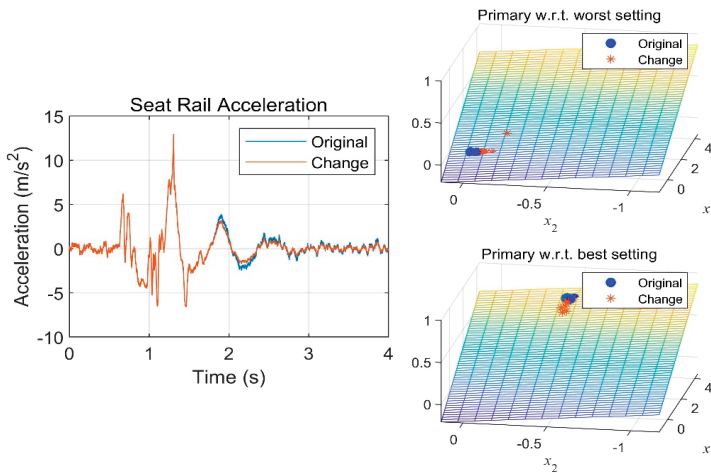 Seat Rail Acceleration
15
10
5
0
-5
-10
Acceleration (m/s²)
Original
Change
0 1 2 3 4
Time (s)
Primary w.r.t. worst setting
Original
Change
1
0.5
0
0 -0.5 -1
x₂
0 2 4
x
Primary w.r.t. best setting
Original
Change
1
0.5
0
0 -0.5 -1
x₂
0 2 4
x